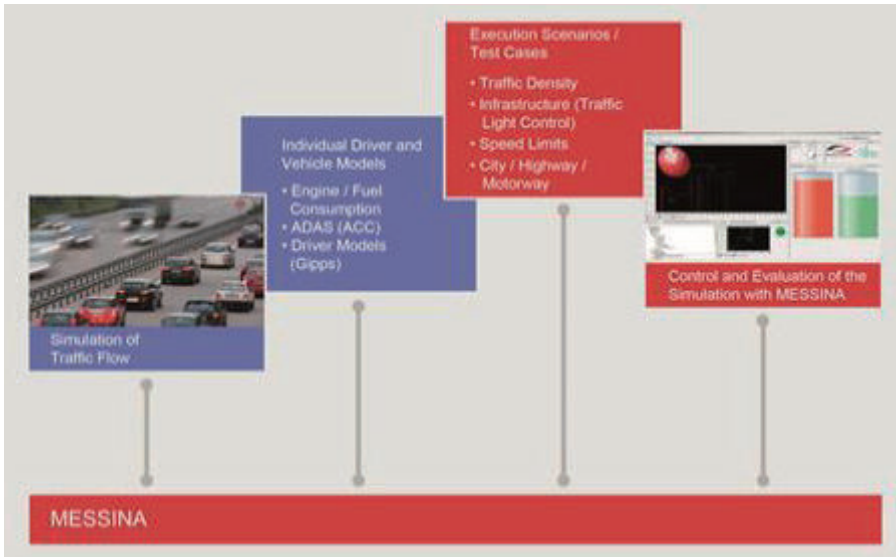 Execution Scenarios /
Test Cases
• Traffic Density
• Infrastructure (Traffic
Light Control)
• Speed Limits
• City / Highway /
Motorway
Individual Driver and
Vehicle Models
• Engine / Fuel
Consumption
• ADAS (ACC)
• Driver Models
(Gipps)
Control and Evaluation of the
Simulation with MESSINA
Simulation of
Traffic Flow
MESSINA